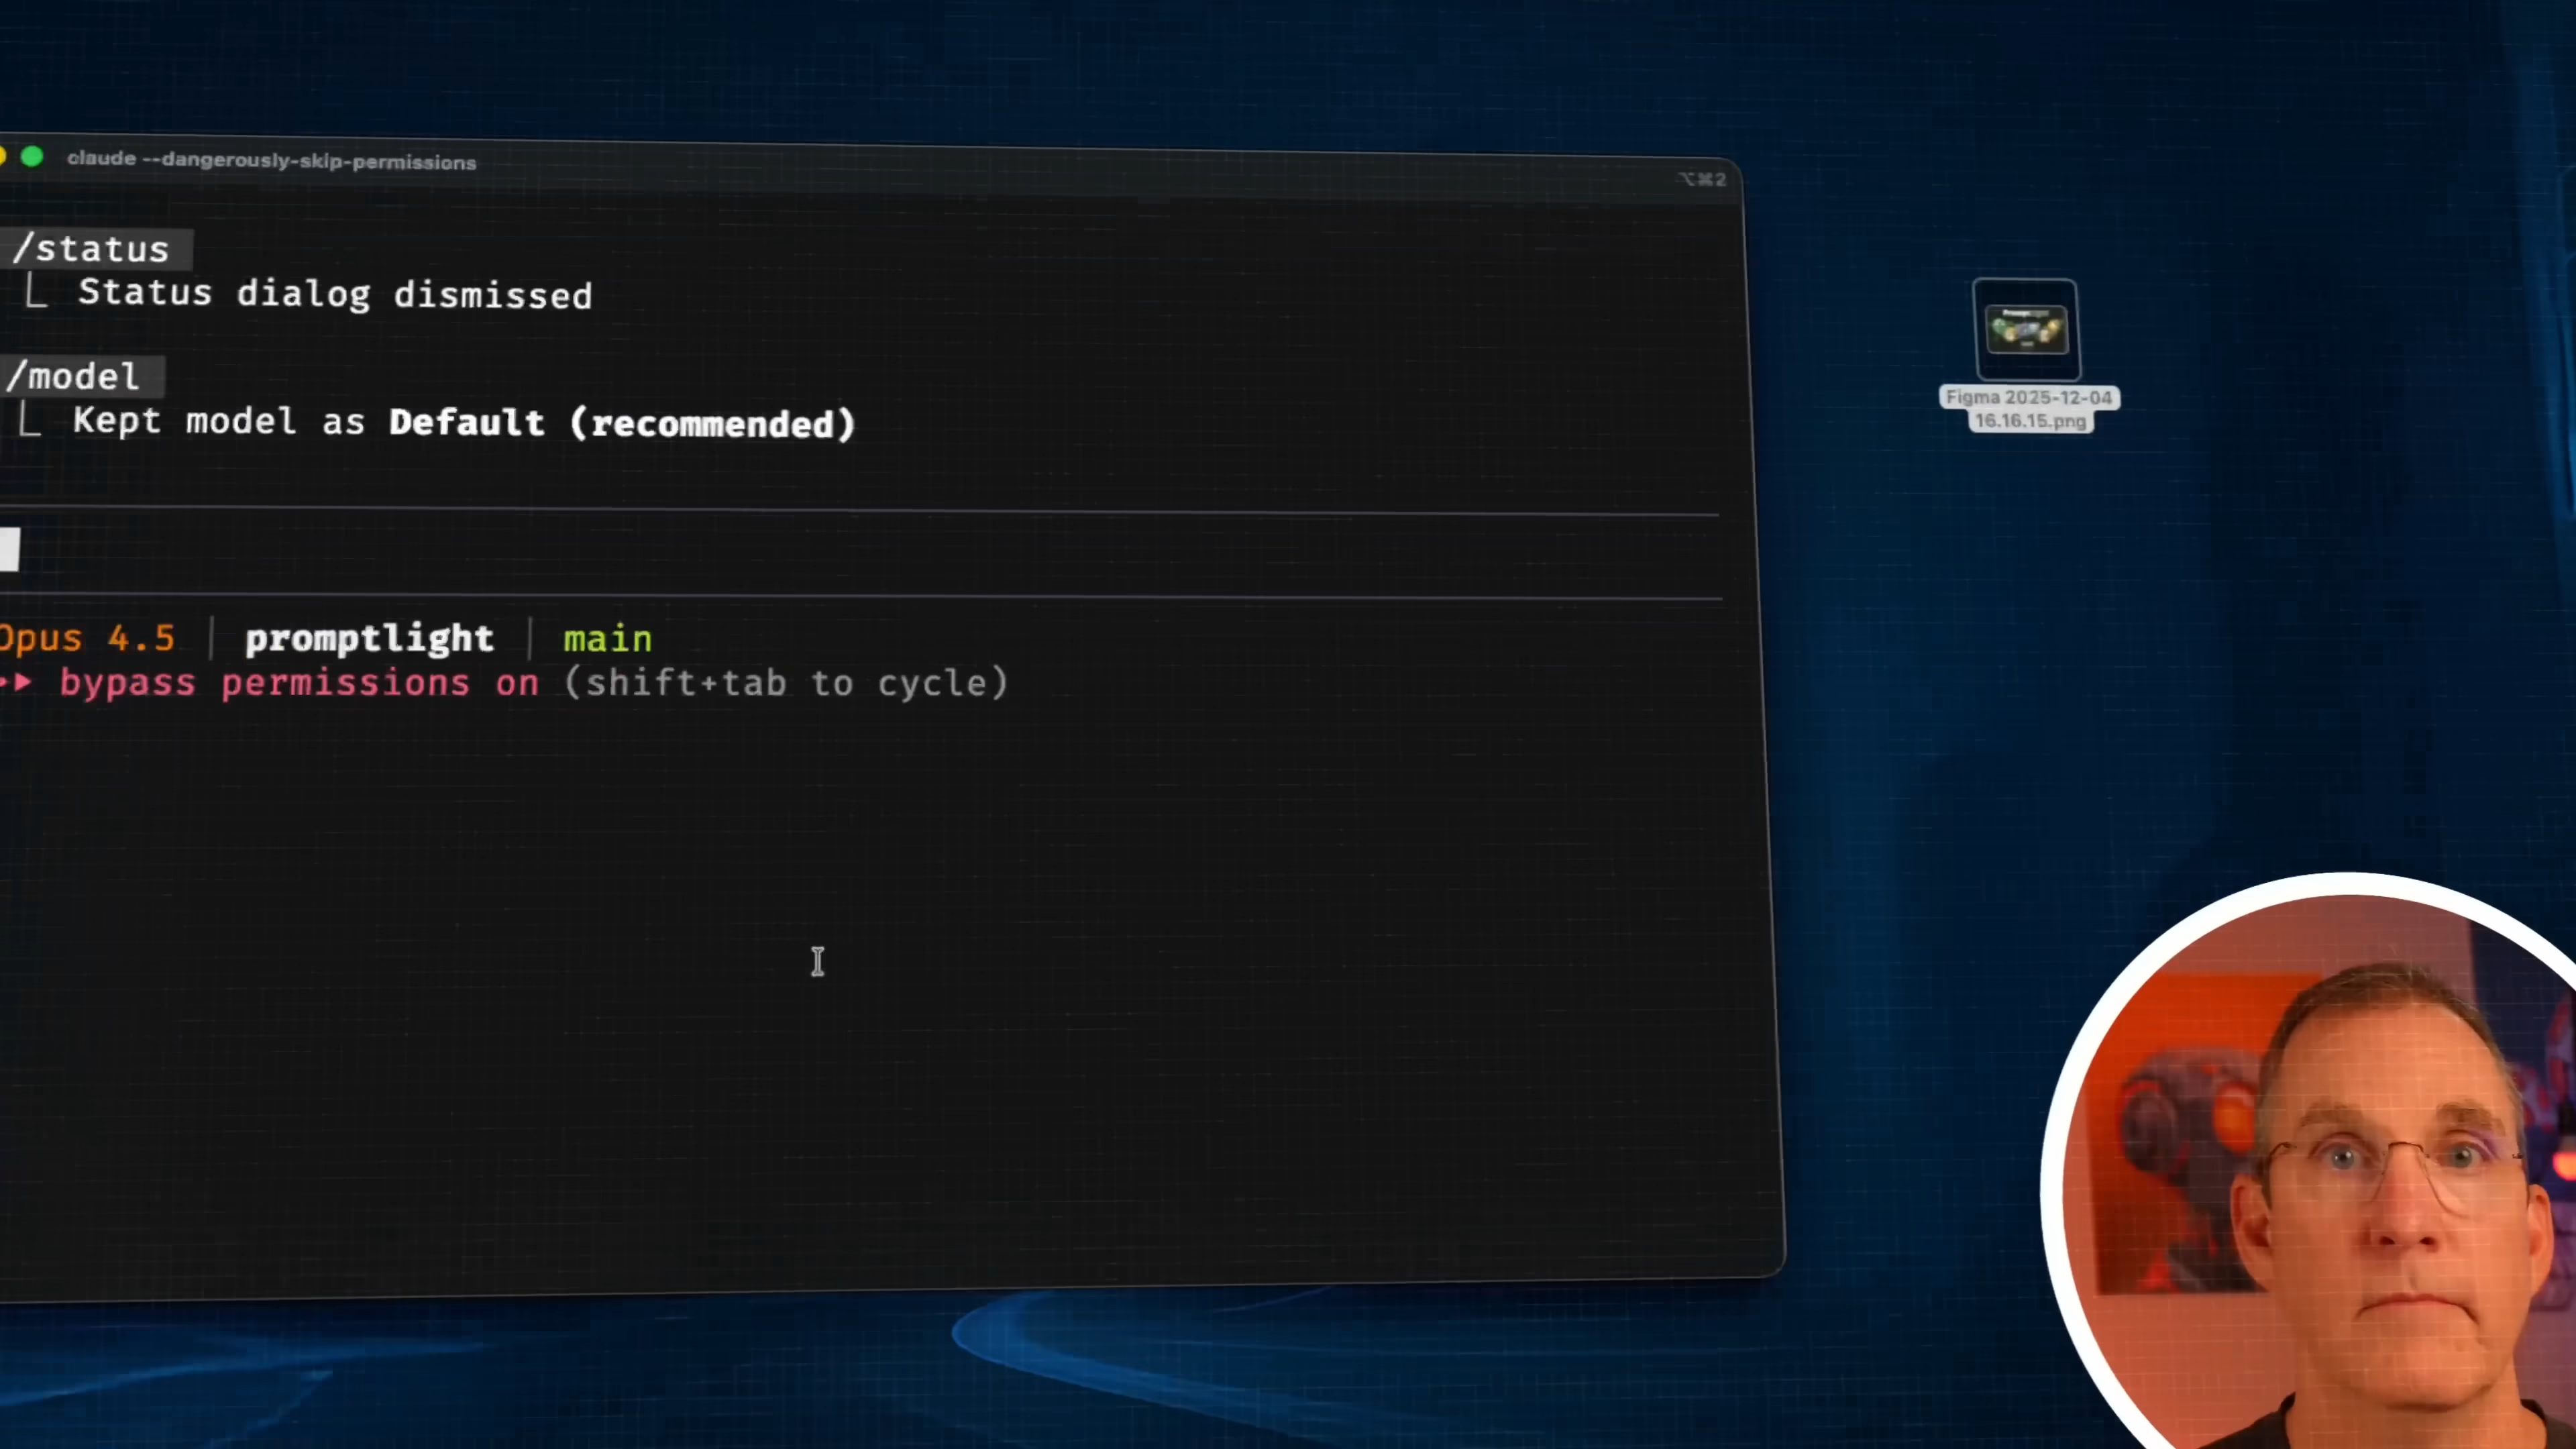 claude --dangerously-skip-permissions
⌥⌘2
/status
Status dialog dismissed
/model
Kept model as Default (recommended)
Opus 4.5 | promptlight | main
bypass permissions on (shift+tab to cycle)
Figma 2025-12-04
16.16.15.png